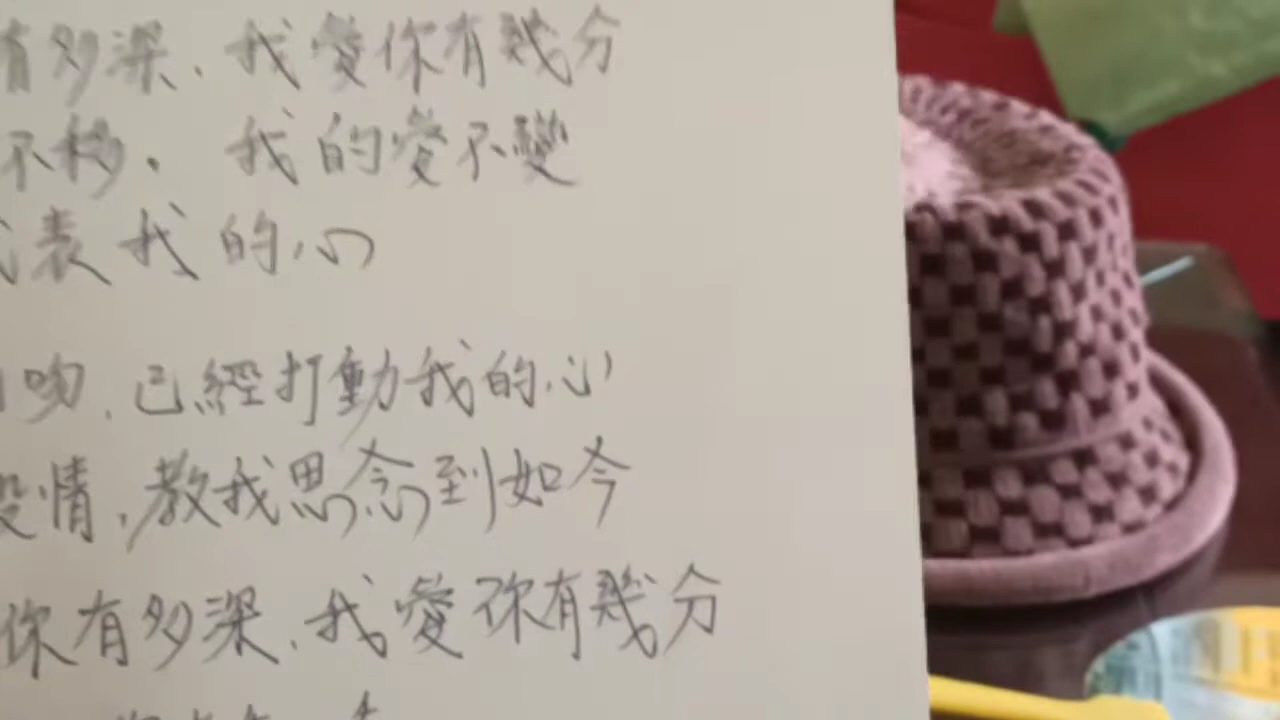 有多深.我愛你有幾分
不移.我的愛不變
表我的心
吻.已經打動我的心
段情,教我思念到如今
你有多深.我愛你有幾分